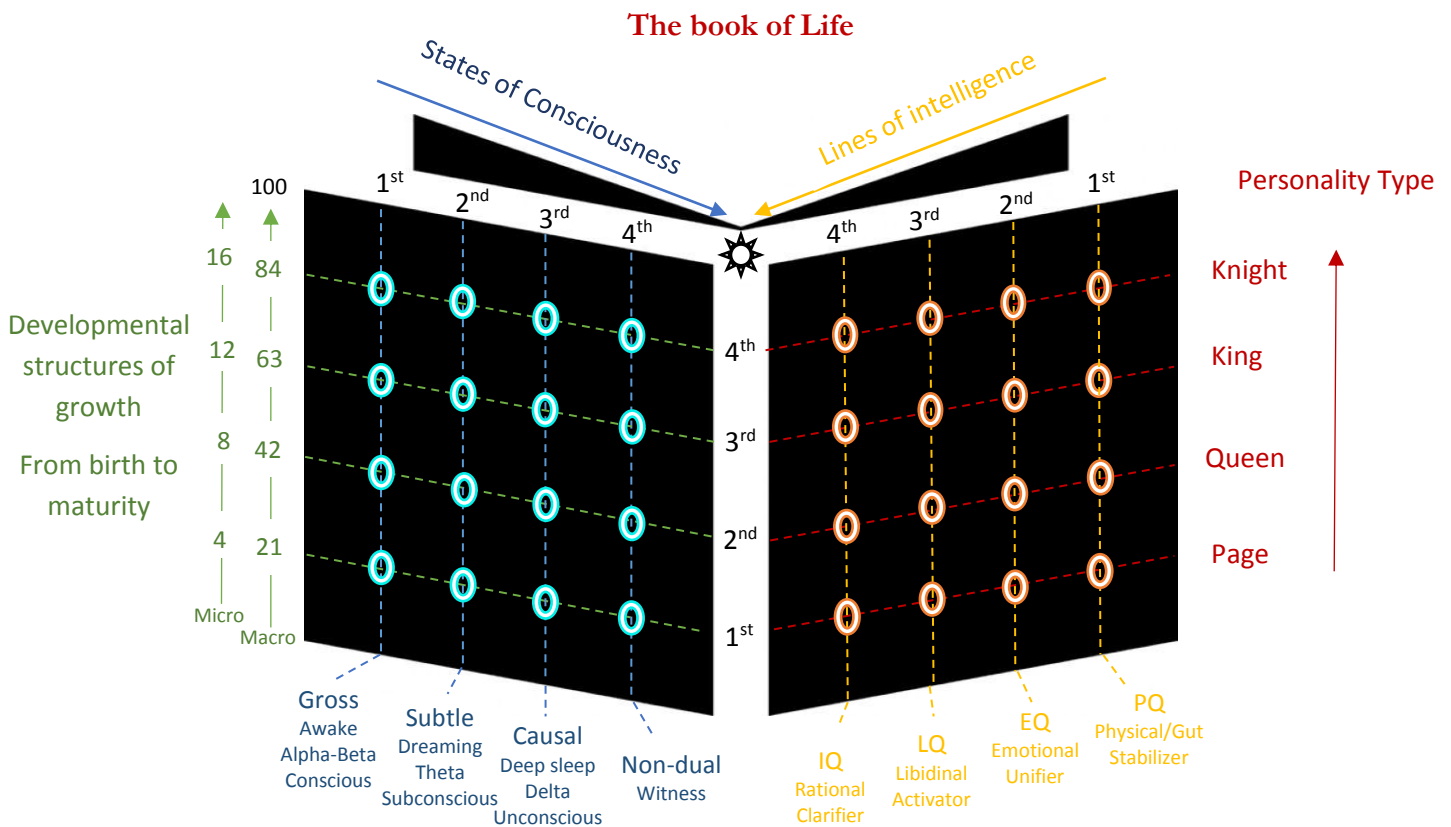 The book of Life
States of Consciousness
Lines of intelligence
100
1st
2nd
3rd
4th
4th
3rd
2nd
1st
Personality Type
16
84
12
63
8
42
4
21
Micro
Macro
Developmental
structures of
growth
From birth to
maturity
4th
3rd
2nd
1st
Knight
King
Queen
Page
Gross
Awake
Alpha-Beta
Conscious
Subtle
Dreaming
Theta
Subconscious
Causal
Deep sleep
Delta
Unconscious
Non-dual
Witness
IQ
Rational
Clarifier
LQ
Libidinal
Activator
EQ
Emotional
Unifier
PQ
Physical/Gut
Stabilizer